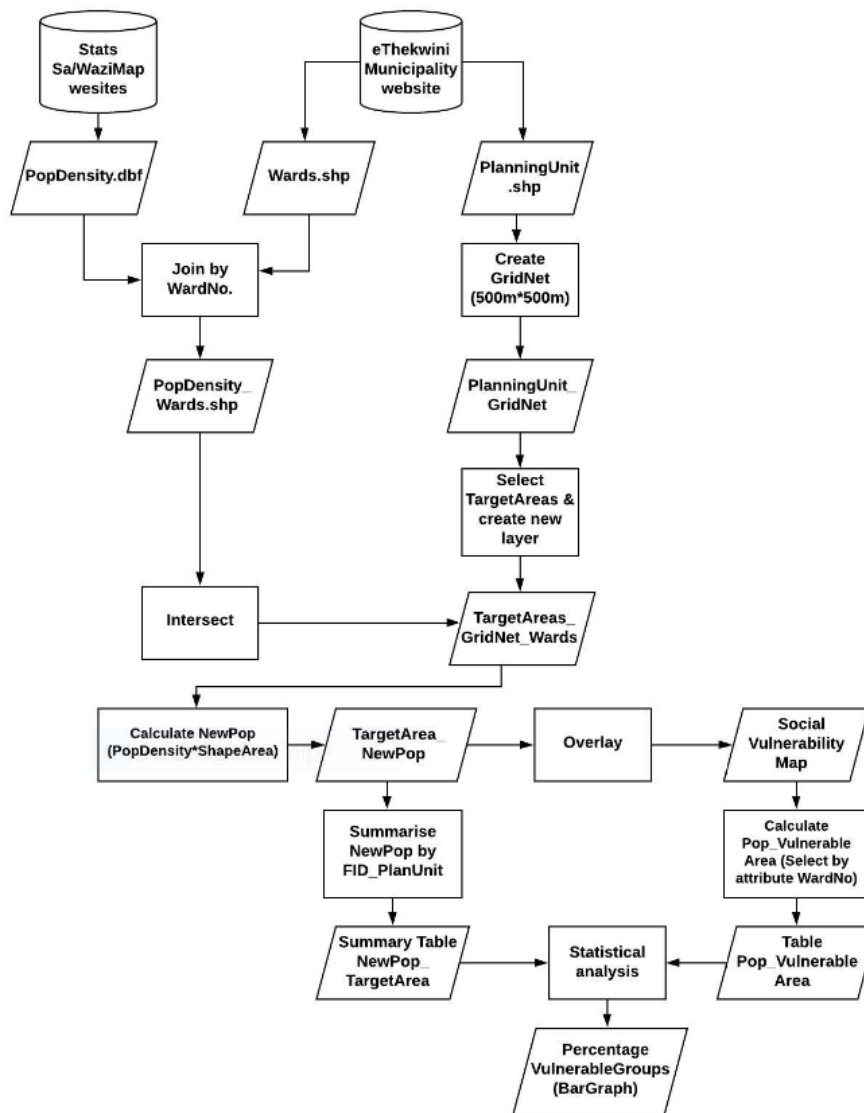 Stats
Sa/WaziMap
wesites
eThekwini
Municipality
website
PopDensity.dbf
Wards.shp
PlanningUnit
.shp
Join by
WardNo.
Create
GridNet
(500m*500m)
PopDensity_
Wards.shp
PlanningUnit_
GridNet
Select
TargetAreas &
create new
layer
Intersect
TargetAreas_
GridNet_Wards
Calculate NewPop
(PopDensity*ShapeArea)
TargetArea_
NewPop
Overlay
Social
Vulnerability
Map
Summarise
NewPop by
FID_PlanUnit
Calculate
Pop_Vulnerable
Area (Select by
attribute WardNo)
Summary Table
NewPop_
TargetArea
Statistical
analysis
Table
Pop_Vulnerable
Area
Percentage
VulnerableGroups
(BarGraph)